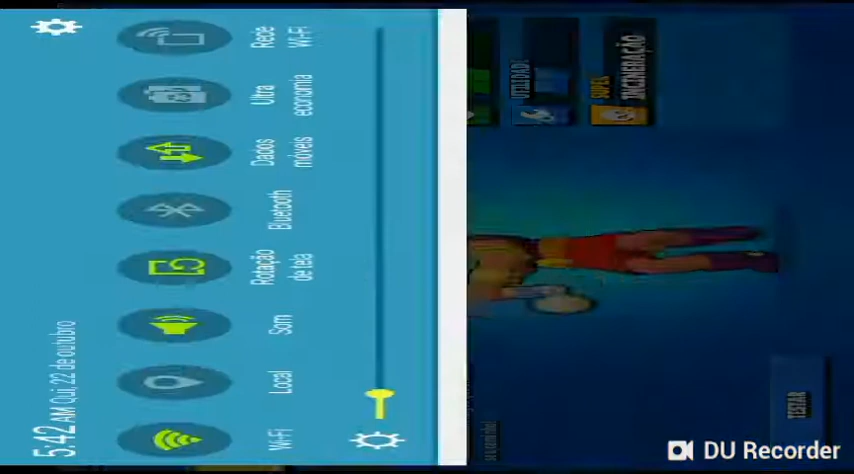 5:42 AM Qui, 22 de outubro
Wi-Fi
Local
Som
Rotação
de tela
Bluetooth
Dados
móveis
Ultra
economia
Rede
Wi-Fi
UTILIDADE
SUPER
INCINERAÇÃO
TESTAR
DU Recorder